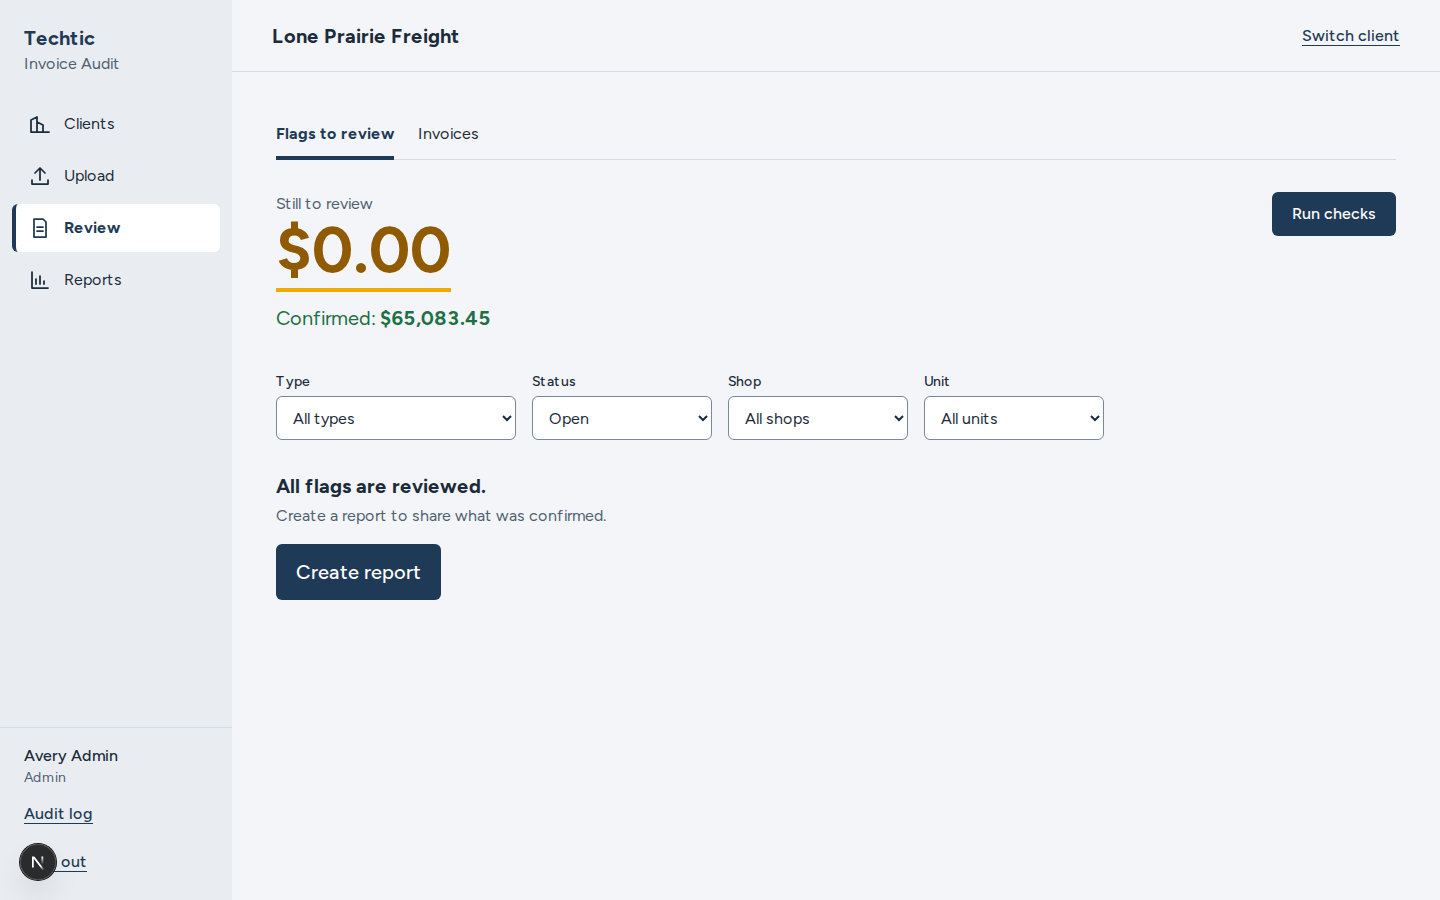 Techtic
Invoice Audit
Clients
Upload
Review
Reports
Avery Admin
Admin
Audit log
out
Lone Prairie Freight
Switch client
Flags to review
Invoices
Still to review
$0.00
Confirmed: $65,083.45
Run checks
Type
All types
Status
Open
Shop
All shops
Unit
All units
All flags are reviewed.
Create a report to share what was confirmed.
Create report